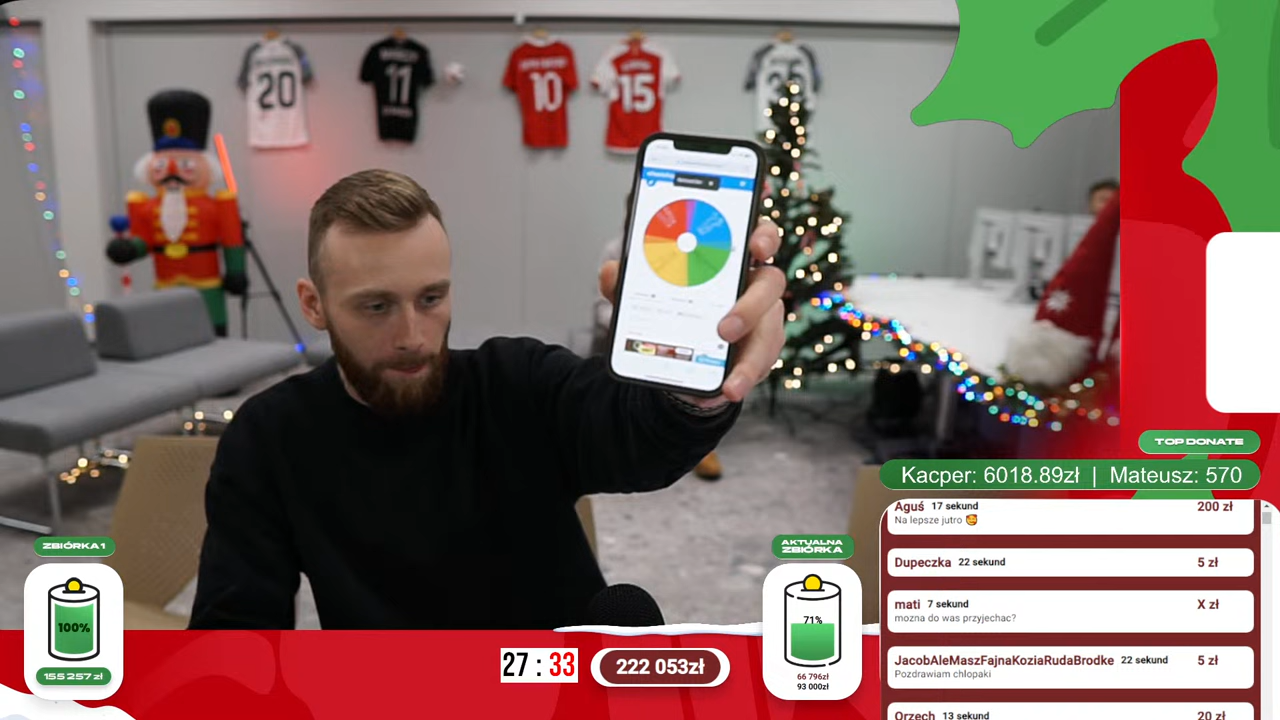 20
11
10
15
TOP DONATE
Kacper: 6018.89zł | Mateusz: 570
Aguś 17 sekund 200 zł
Na lepsze jutro 🥰
Dupeczka 22 sekund 5 zł
mati 7 sekund X zł
mozna do was przyjechac?
JacobAleMaszFajnaKoziaRudaBrodke 22 sekund 5 zł
Pozdrawiam chłopaki
Orzech 13 sekund 20 zł
ZBIÓRKA 1
100%
155 257 zł
27 : 33
222 053zł
AKTUALNA
ZBIÓRKA
71%
66 796zł
93 000zł